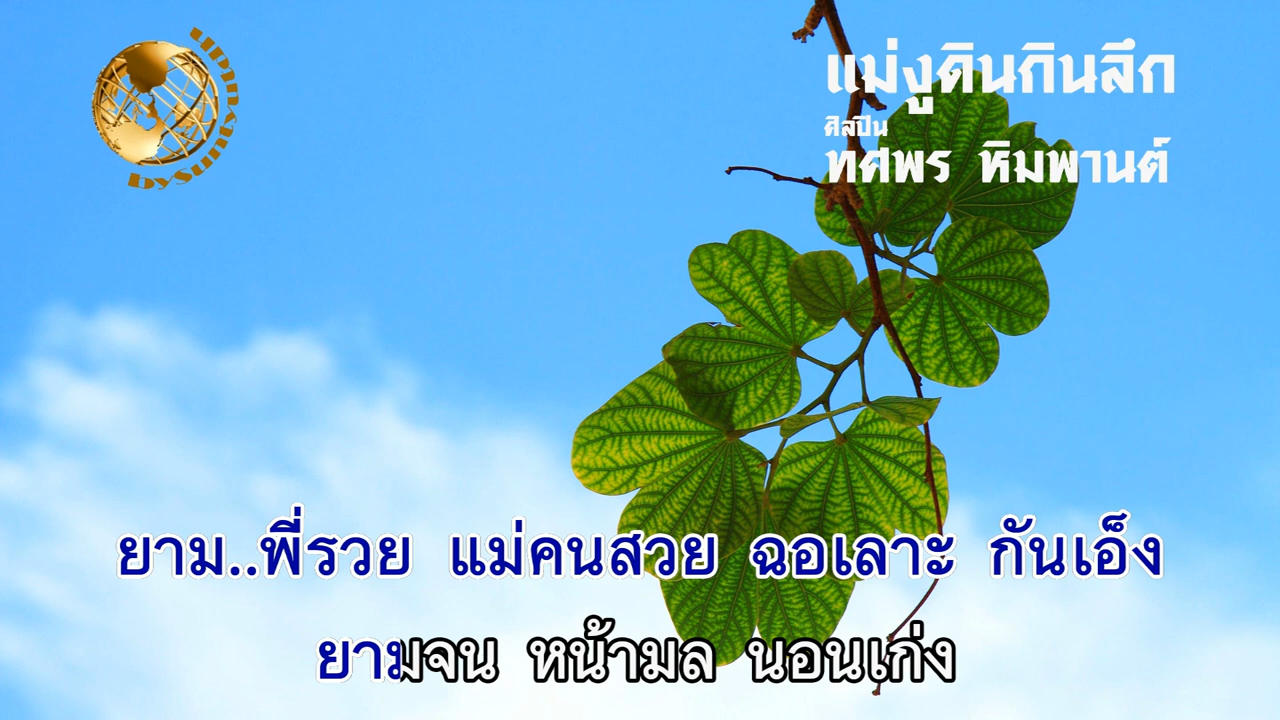 แม่งูดินกินลึก
ศิลปิน
ทศพร หิมพานต์
ยาม..พี่รวย แม่คนสวย ฉอเลาะ กันเอ็ง
ยามจน หน้ามล นอนเก่ง